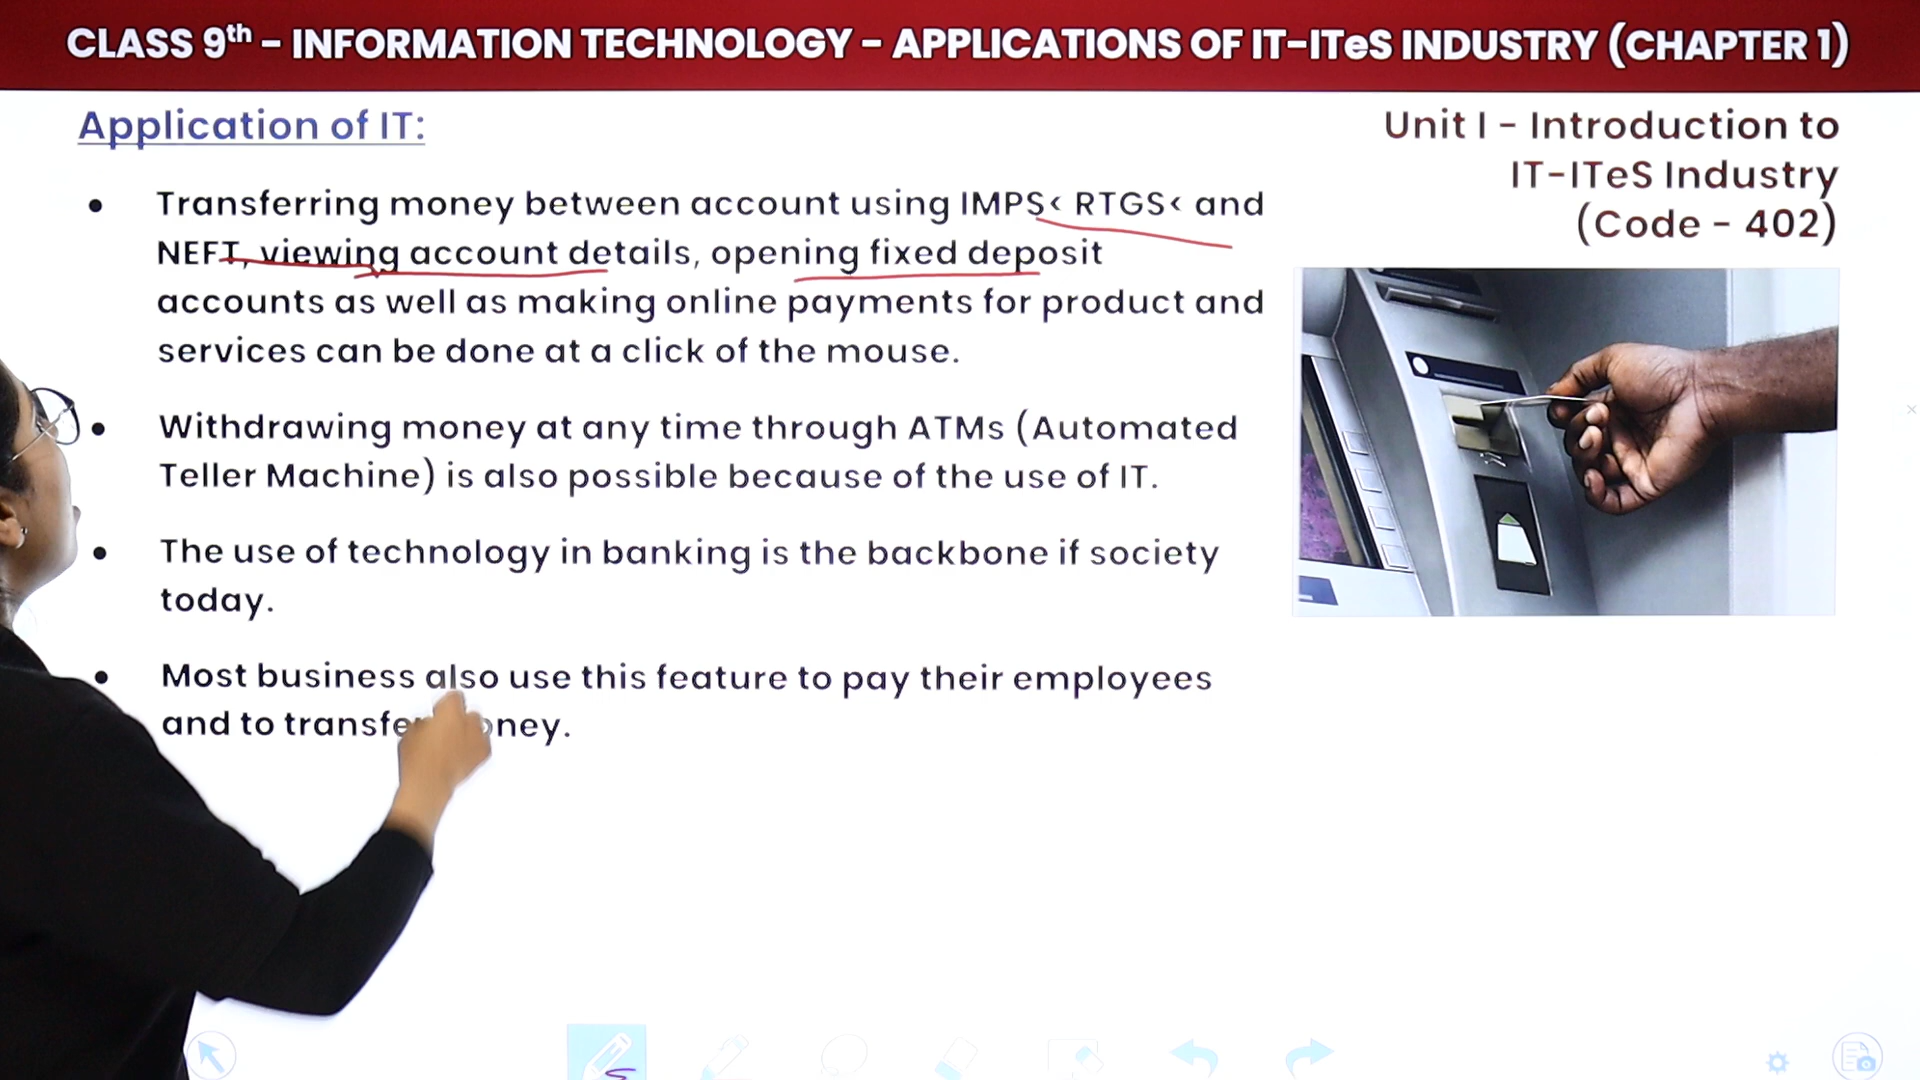 CLASS 9th - INFORMATION TECHNOLOGY - APPLICATIONS OF IT-ITeS INDUSTRY (CHAPTER 1)
Application of IT:
Unit I - Introduction to
IT-ITeS Industry
(Code - 402)
• Transferring money between account using IMPS< RTGS< and
NEFT, viewing account details, opening fixed deposit
accounts as well as making online payments for product and
services can be done at a click of the mouse.
• Withdrawing money at any time through ATMs (Automated
Teller Machine) is also possible because of the use of IT.
• The use of technology in banking is the backbone if society
today.
• Most business also use this feature to pay their employees
and to transfe ney.